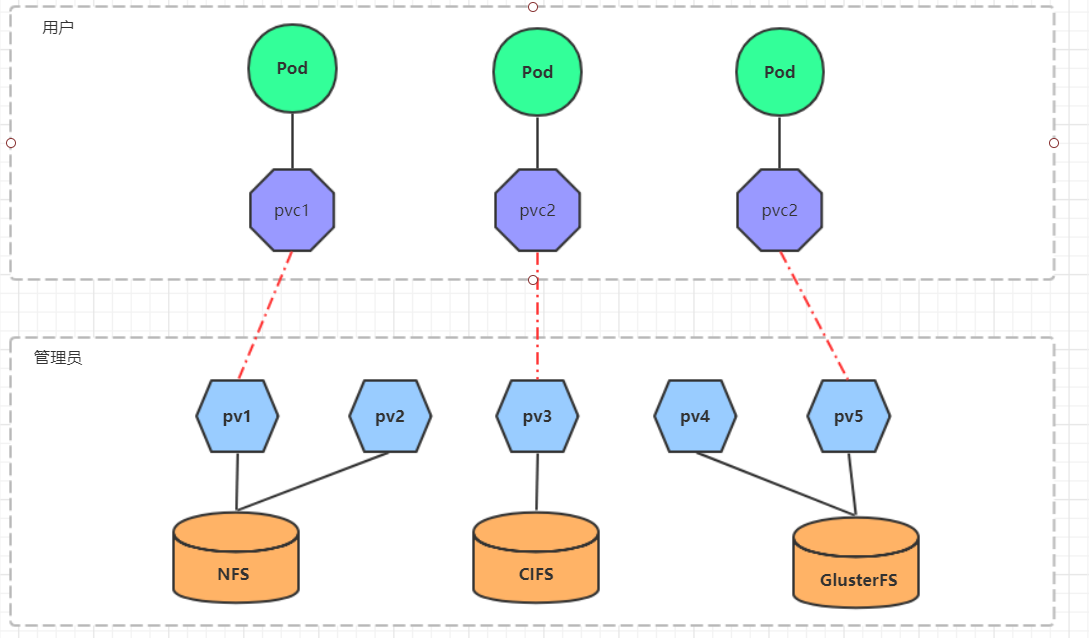 用户
Pod
Pod
Pod
pvc1
pvc2
pvc2
管理员
pv1
pv2
pv3
pv4
pv5
NFS
CIFS
GlusterFS